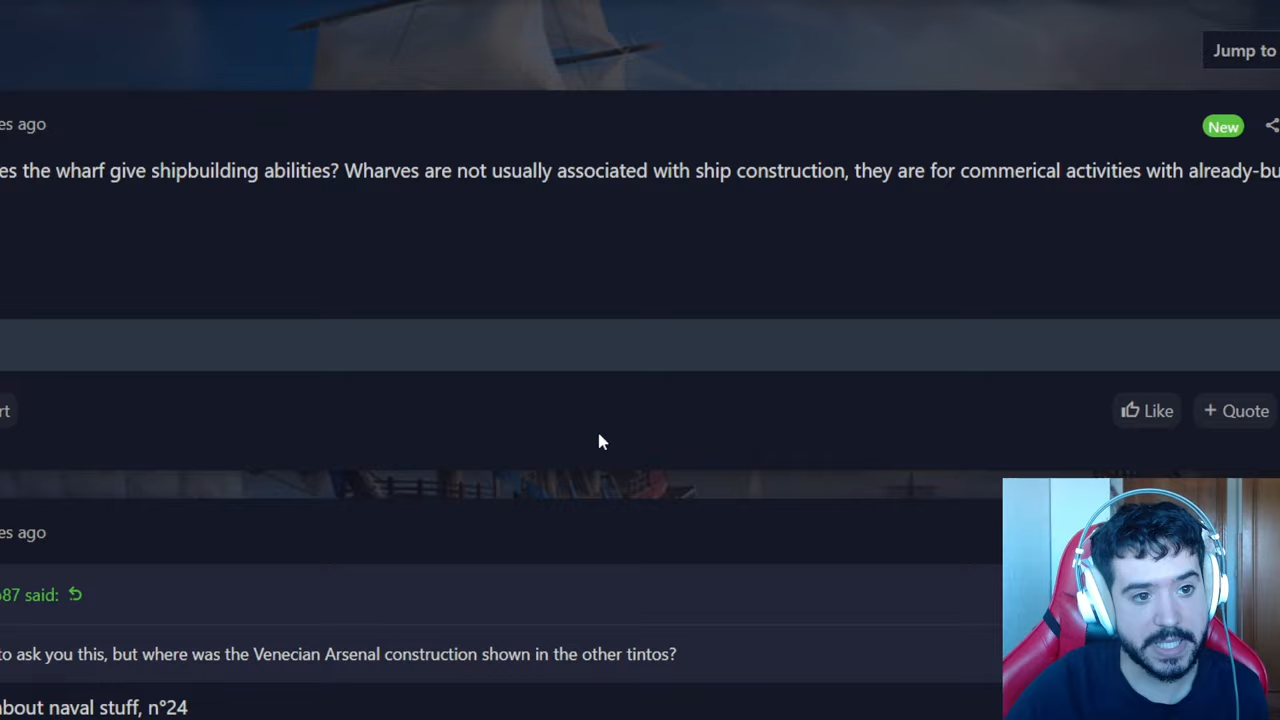 Jump to
es ago
New
es the wharf give shipbuilding abilities? Wharves are not usually associated with ship construction, they are for commerical activities with already-bu
rt
Like
+ Quote
es ago
87 said:
to ask you this, but where was the Venecian Arsenal construction shown in the other tintos?
about naval stuff, n°24